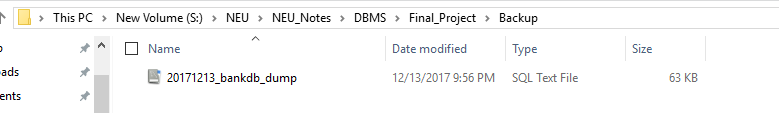 This PC > New Volume (S:) > NEU > NEU_Notes > DBMS > Final_Project > Backup
Name Date modified Type Size
loads 20171213_bankdb_dump 12/13/2017 9:56 PM SQL Text File 63 KB
ents